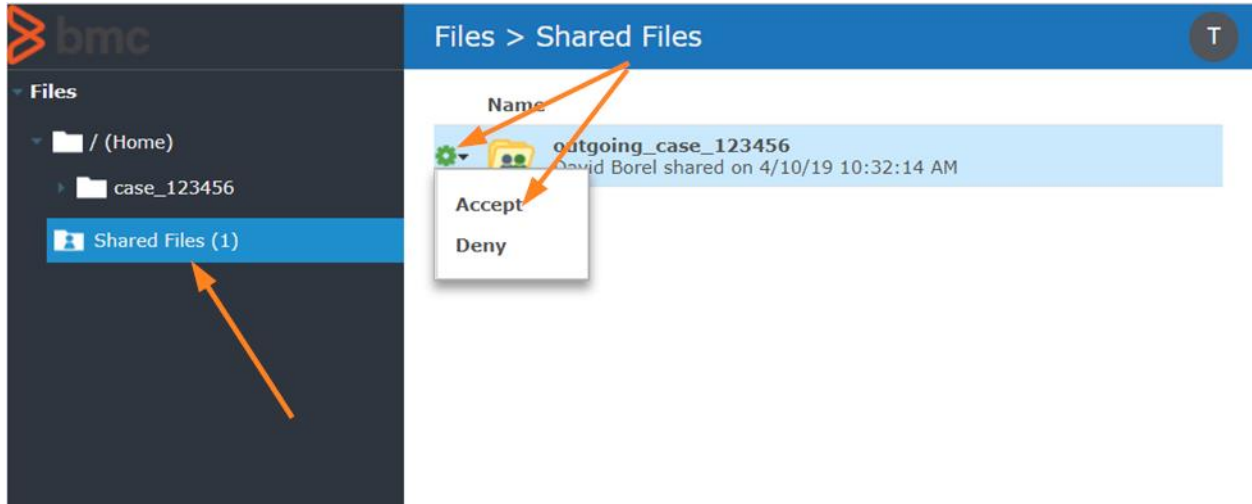 bmc
Files
/ (Home)
case_123456
Shared Files (1)
Files > Shared Files
T
Name
outgoing_case_123456
David Borel shared on 4/10/19 10:32:14 AM
Accept
Deny